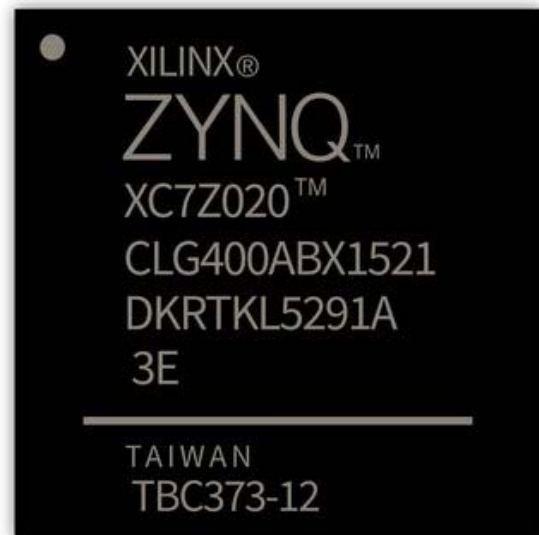 XILINX®
ZYNQ™
XC7Z020™
CLG400ABX1521
DKRTKL5291A
3E
TAIWAN
TBC373-12